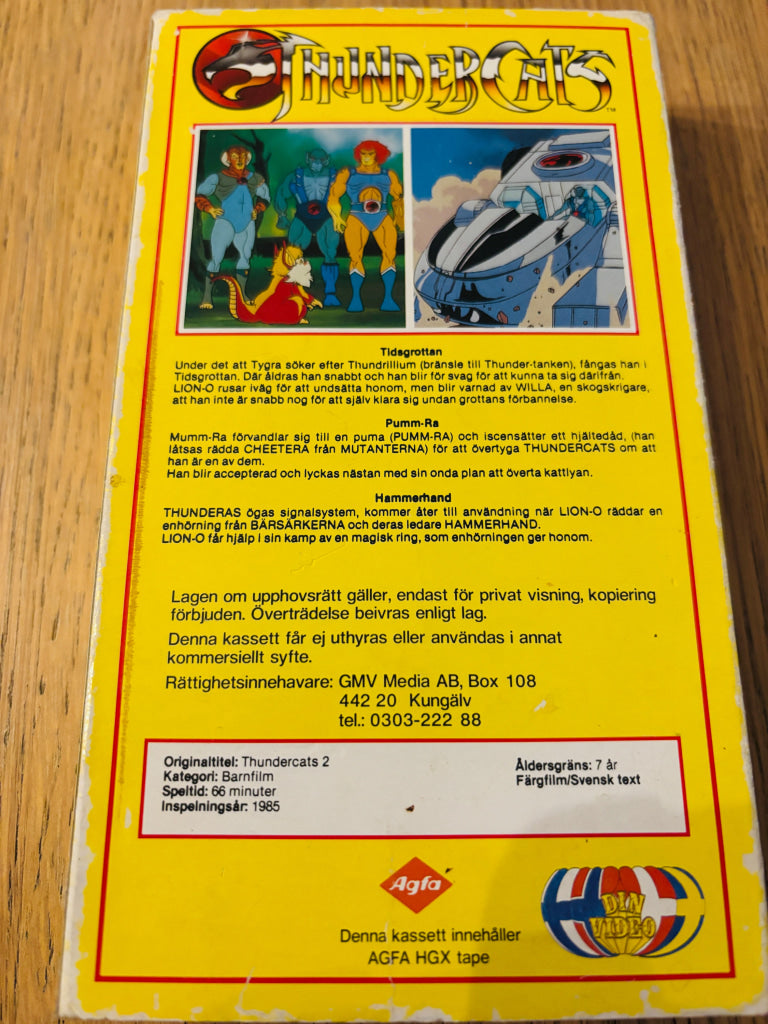 THUNDERCATS™
Tidsgrottan
Under det att Tygra söker efter Thundrillium (bränsle till Thunder-tanken), fångas han i
Tidsgrottan. Där åldras han snabbt och han blir för svag för att kunna ta sig därifrån.
LION-O rusar iväg för att undsätta honom, men blir varnad av WILLA, en skogskrigare,
att han inte är snabb nog för att själv klara sig undan grottans förbannelse.
Pumm-Ra
Mumm-Ra förvandlar sig till en puma (PUMM-RA) och iscensätter ett hjältedåd, (han
låtsas rädda CHEETERA från MUTANTERNA) för att övertyga THUNDERCATS om att
han är en av dem.
Han blir accepterad och lyckas nästan med sin onda plan att överta kattlyan.
Hammerhand
THUNDERAS ögas signalsystem, kommer åter till användning när LION-O räddar en
enhörning från BÄRSÄRKERNA och deras ledare HAMMERHAND.
LION-O får hjälp i sin kamp av en magisk ring, som enhörningen ger honom.
Lagen om upphovsrätt gäller, endast för privat visning, kopiering
förbjuden. Överträdelse beivras enligt lag.
Denna kassett får ej uthyras eller användas i annat
kommersiellt syfte.
Rättighetsinnehavare: GMV Media AB, Box 108
442 20 Kungälv
tel.: 0303-222 88
Originaltitel: Thundercats 2
Kategori: Barnfilm
Speltid: 66 minuter
Inspelningsår: 1985
Åldersgräns: 7 år
Färgfilm/Svensk text
Agfa
Denna kassett innehåller
AGFA HGX tape
DIN
VIDEO